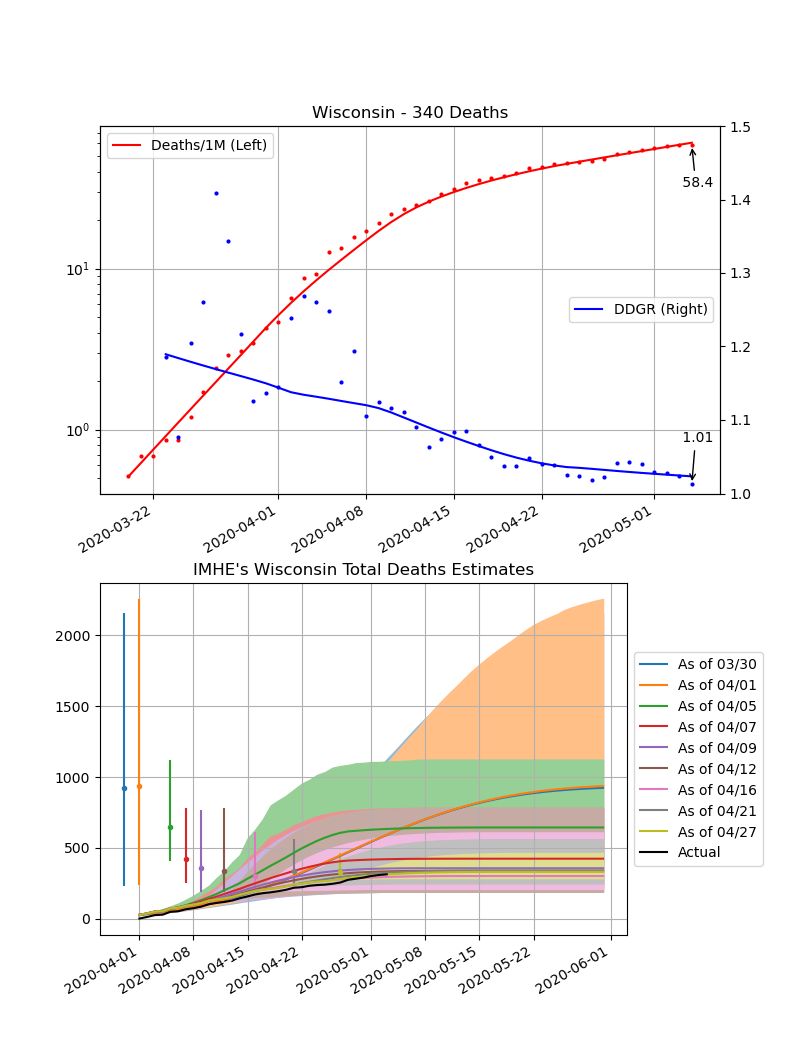 Wisconsin - 340 Deaths
Deaths/1M (Left)
DDGR (Right)
58.4
1.01
10¹
10⁰
1.5
1.4
1.3
1.2
1.1
1.0
2020-03-22
2020-04-01
2020-04-08
2020-04-15
2020-04-22
2020-05-01
IMHE's Wisconsin Total Deaths Estimates
2000
1500
1000
500
0
2020-04-01
2020-04-08
2020-04-15
2020-04-22
2020-05-01
2020-05-08
2020-05-15
2020-05-22
2020-06-01
As of 03/30
As of 04/01
As of 04/05
As of 04/07
As of 04/09
As of 04/12
As of 04/16
As of 04/21
As of 04/27
Actual